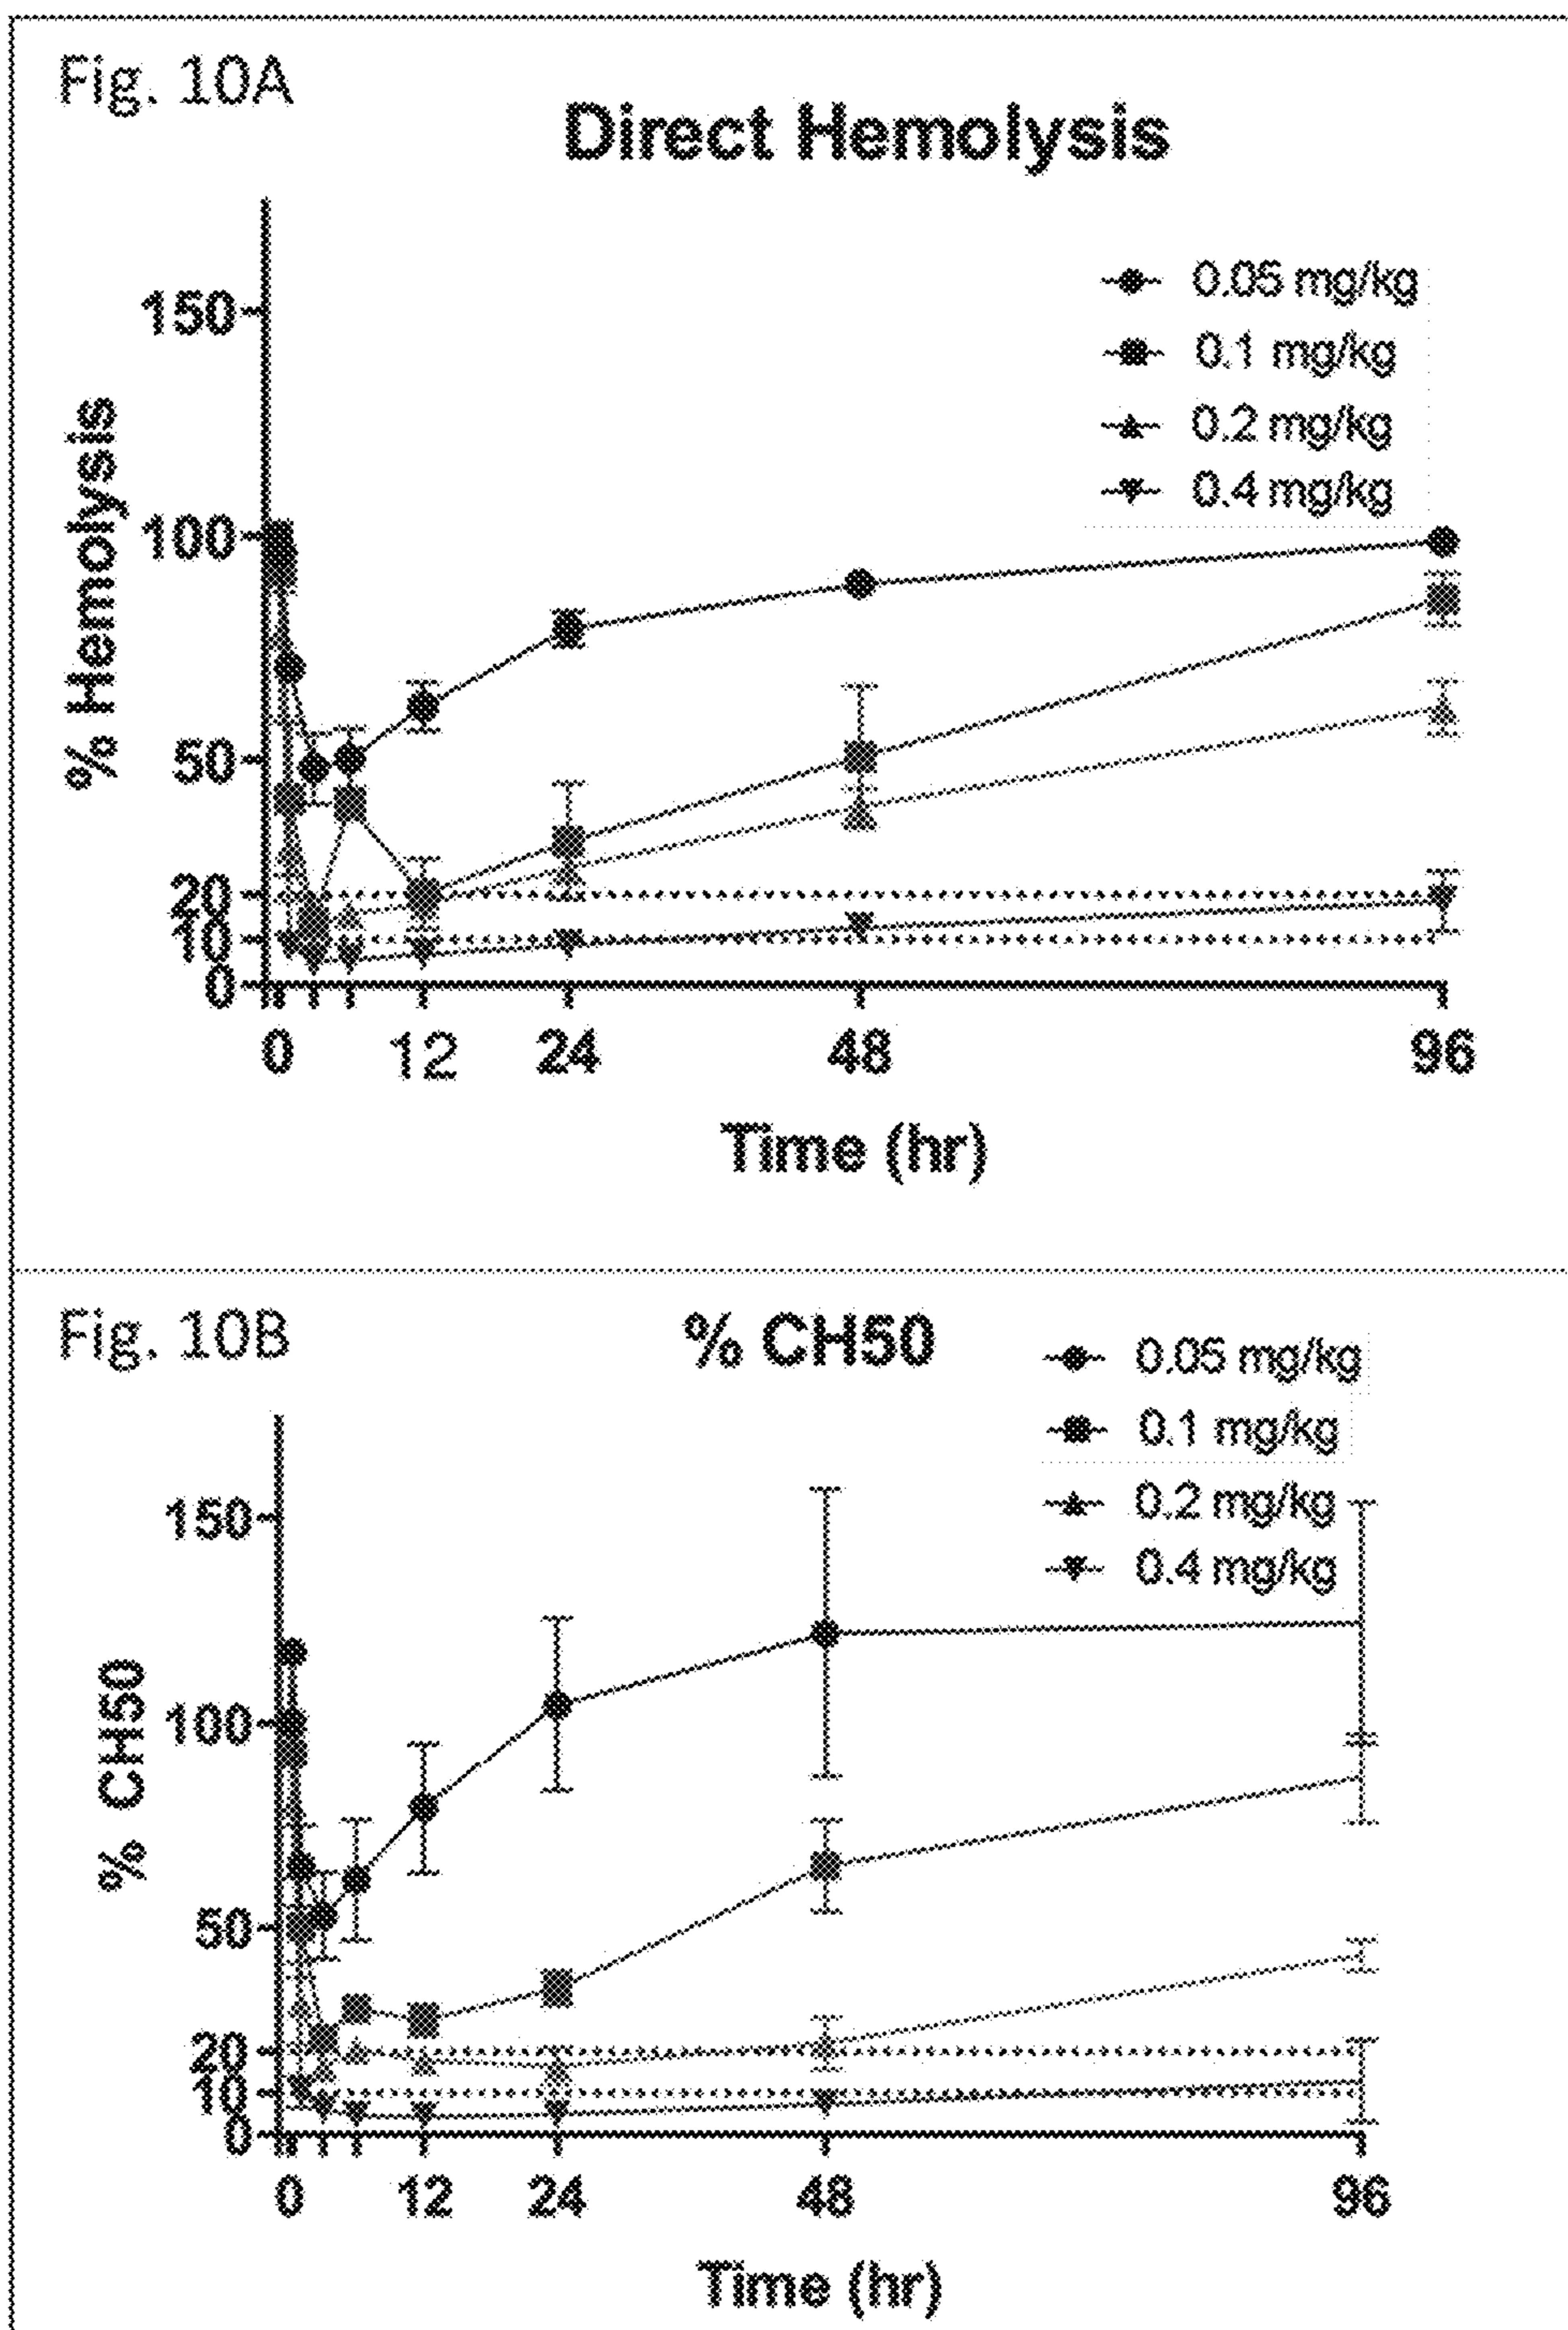 Fig. 10A
Direct Hemolysis
0.05 mg/kg
0.1 mg/kg
0.2 mg/kg
0.4 mg/kg
% Hemolysis
150
100
50
20
10
0
0 12 24 48 96
Time (hr)
Fig. 10B
% CH50
0.05 mg/kg
0.1 mg/kg
0.2 mg/kg
0.4 mg/kg
% CH50
150
100
50
20
10
0
0 12 24 48 96
Time (hr)